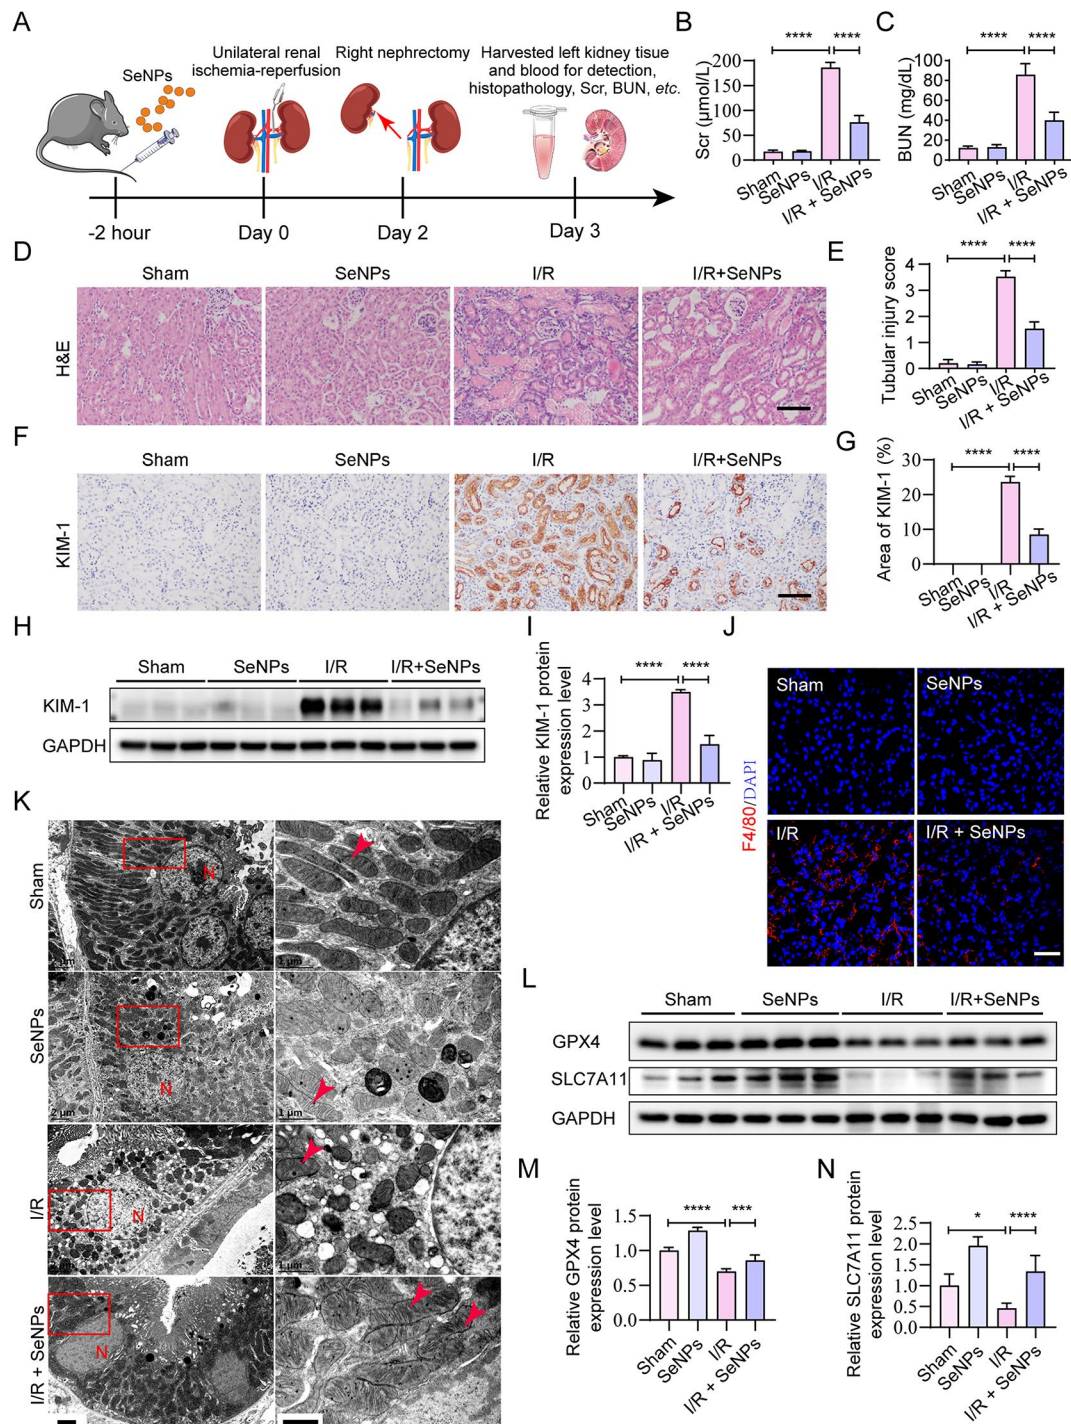 A
SeNPs
Unilateral renal
ischemia-reperfusion
Right nephrectomy
Harvested left kidney tisue
and blood for detection,
histopathology, Scr, BUN, etc.
-2 hour
Day 0
Day 2
Day 3
B
**** ****
Scr (μmol/L)
200
150
100
50
0
Sham
SeNPs
I/R
I/R + SeNPs
C
**** ****
BUN (mg/dL)
100
80
60
40
20
0
Sham
SeNPs
I/R
I/R + SeNPs
D
Sham SeNPs I/R I/R+SeNPs
H&E
E
**** ****
Tubular injury score
4
3
2
1
0
Sham
SeNPs
I/R
I/R + SeNPs
F
Sham SeNPs I/R I/R+SeNPs
KIM-1
G
**** ****
Area of KIM-1 (%)
30
20
10
0
Sham
SeNPs
I/R
I/R + SeNPs
H
Sham SeNPs I/R I/R+SeNPs
KIM-1
GAPDH
I
**** ****
Relative KIM-1 protein
expression level
4
3
2
1
0
Sham
SeNPs
I/R
I/R + SeNPs
J
F4/80/DAPI
Sham SeNPs
I/R I/R + SeNPs
K
Sham
N
1 μm
SeNPs
N
2 μm 1 μm
I/R
N
1 μm
I/R + SeNPs
N
L
Sham SeNPs I/R I/R+SeNPs
GPX4
SLC7A11
GAPDH
M
**** ***
Relative GPX4 protein
expression level
1.5
1.0
0.5
0.0
Sham
SeNPs
I/R
I/R + SeNPs
N
* ****
Relative SLC7A11 protein
expression level
2.5
2.0
1.5
1.0
0.5
0.0
Sham
SeNPs
I/R
I/R + SeNPs